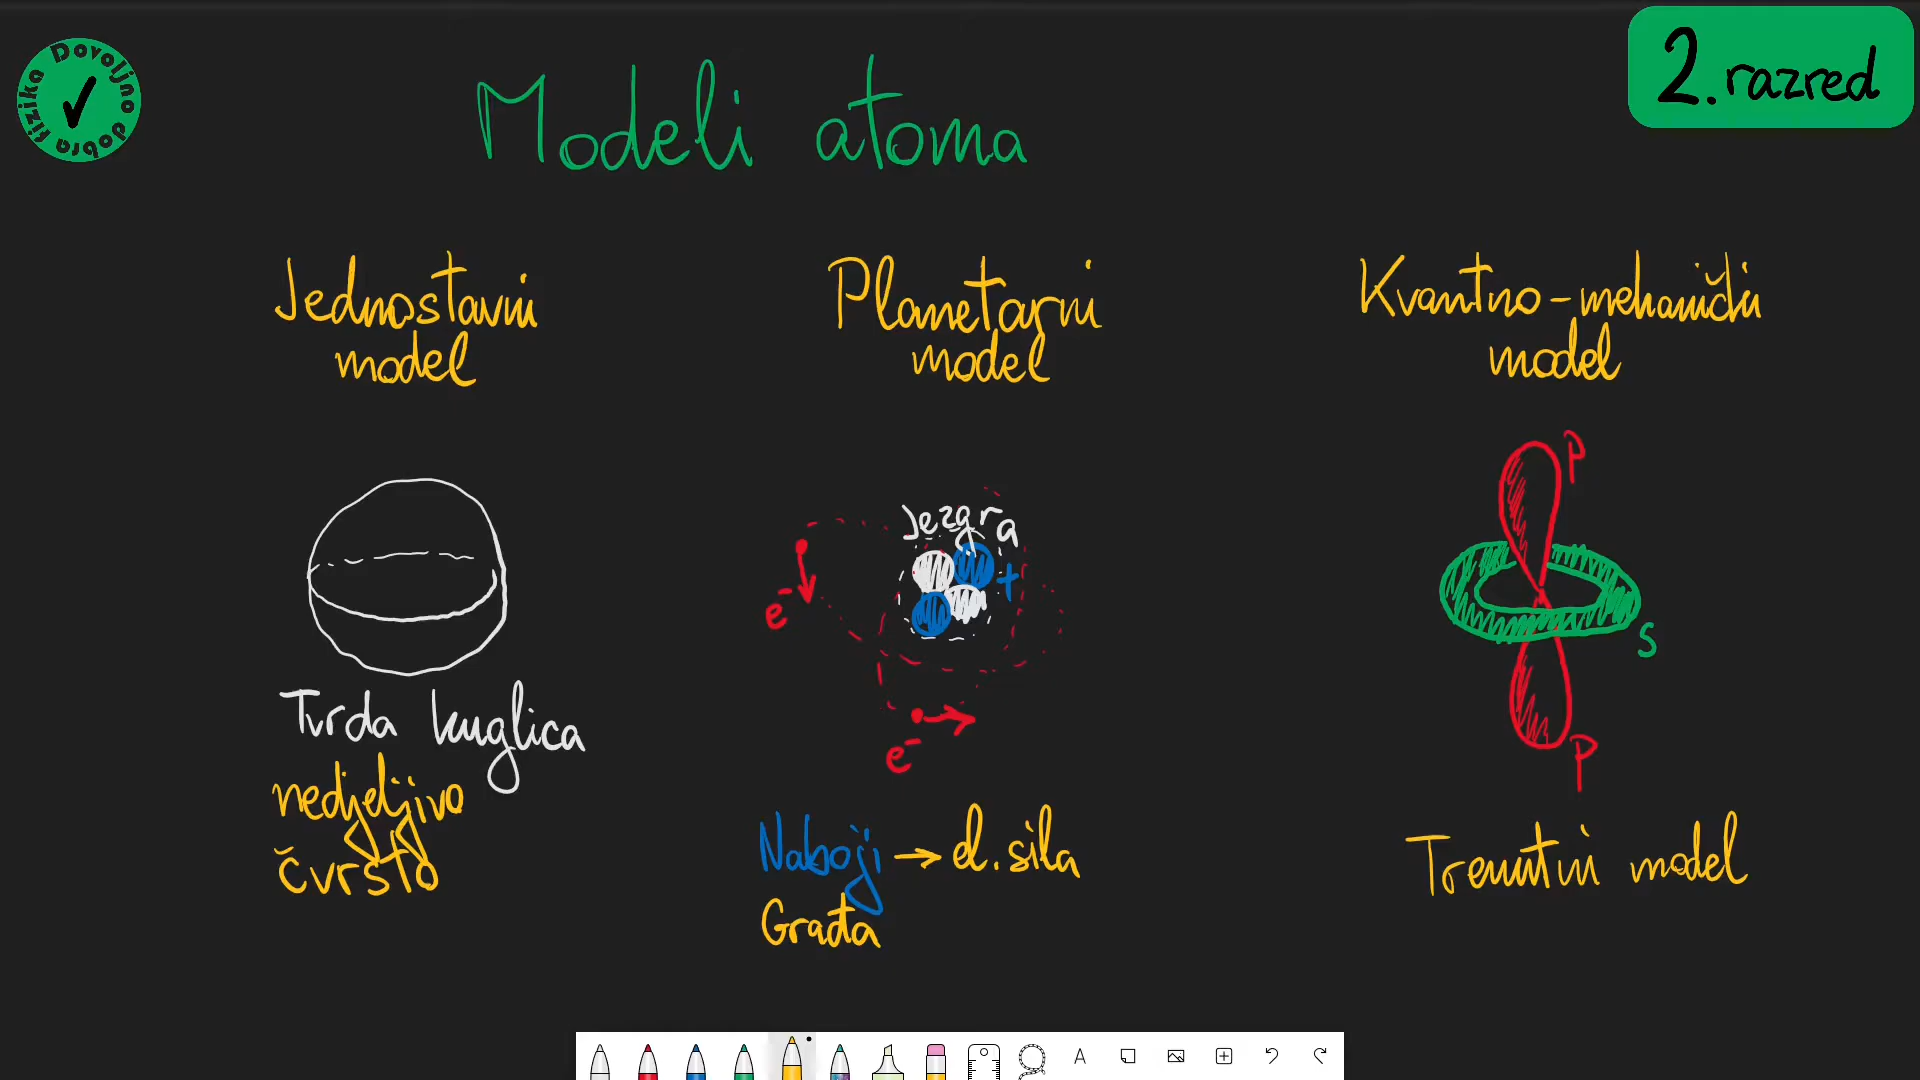 Dovoljno dobra fizika
2. razred
Modeli atoma
Jednostavni
model
Planetarni
model
Kvantno-mehanički
model
Tvrda kuglica
nedjeljivo
čvrsto
Jezgra
+
e⁻
e⁻
Naboji → el. sila
Građa
P
S
P
Trenutni model
A